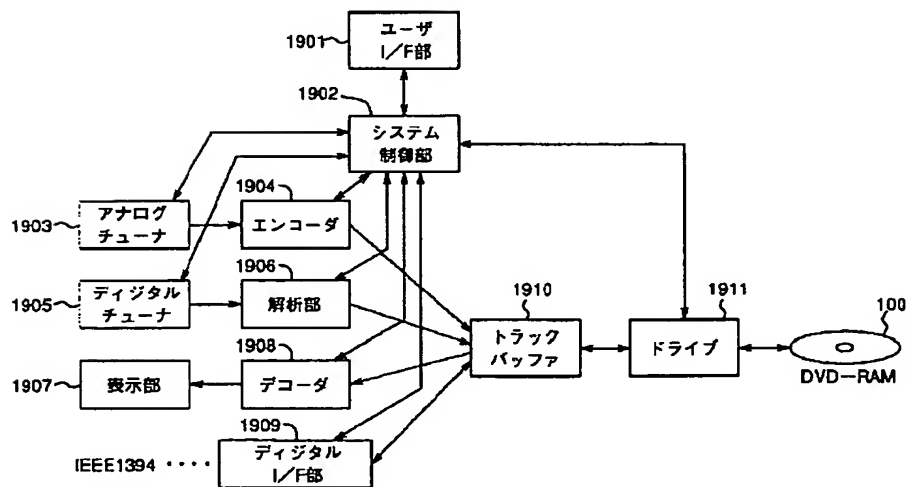 1901
ユーザ
I/F部
1902
システム
制御部
1903
アナログ
チューナ
1904
エンコーダ
1905
ディジタル
チューナ
1906
解析部
1907
表示部
1908
デコーダ
1909
ディジタル
I/F部
IEEE1394 ····
1910
トラック
バッファ
1911
ドライブ
100
DVD-RAM